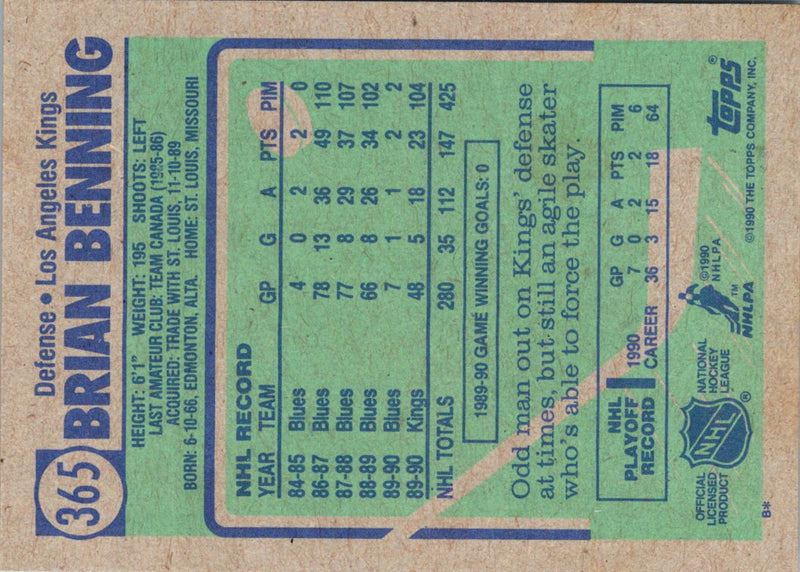 365
Defense • Los Angeles Kings
BRIAN BENNING
HEIGHT: 6'1" WEIGHT: 195 SHOOTS: LEFT
LAST AMATEUR CLUB: TEAM CANADA (1985-86)
ACQUIRED: TRADE WITH ST. LOUIS, 11-10-89
BORN: 6-10-66, EDMONTON, ALTA. HOME: ST. LOUIS, MISSOURI
NHL RECORD
YEAR TEAM GP G A PTS PIM
84-85 Blues 4 0 2 2 0
86-87 Blues 78 13 36 49 110
87-88 Blues 77 8 29 37 107
88-89 Blues 66 8 26 34 102
89-90 Blues 7 1 1 2 2
89-90 Kings 48 5 18 23 104
NHL TOTALS 280 35 112 147 425
1989-90 GAME WINNING GOALS: 0
Odd man out on Kings' defense
at times, but still an agile skater
who's able to force the play.
NHL PLAYOFF RECORD
GP G A PTS PIM
1990 7 0 2 2 6
CAREER 36 3 15 18 64
OFFICIAL
LICENSED
PRODUCT
NHL
®
NATIONAL
HOCKEY
LEAGUE
©1990
NHLPA
TM
NHLPA
topps®
©1990 THE TOPPS COMPANY, INC.
B*